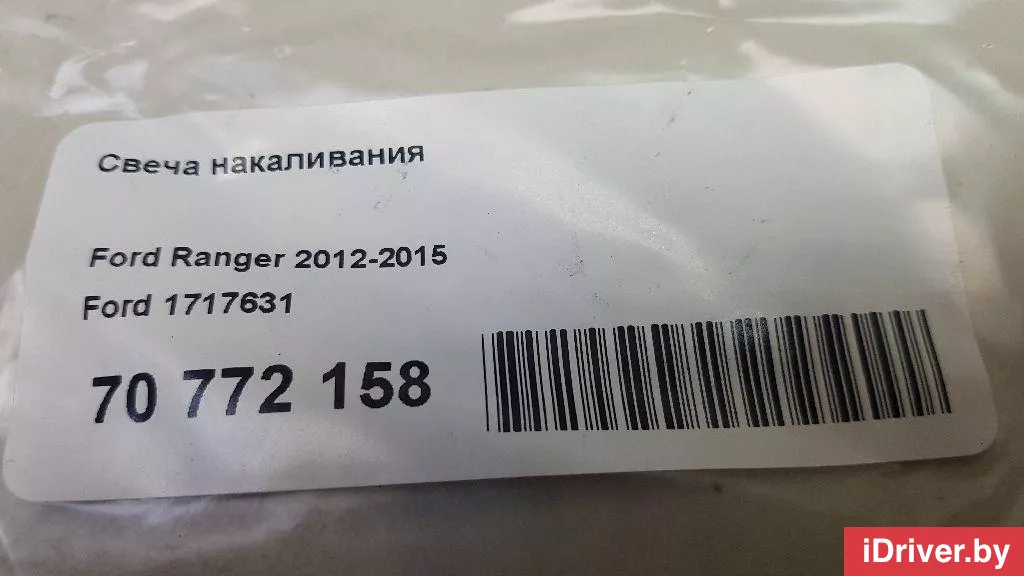 Свеча накаливания
Ford Ranger 2012-2015
Ford 1717631
70 772 158
iDriver.by